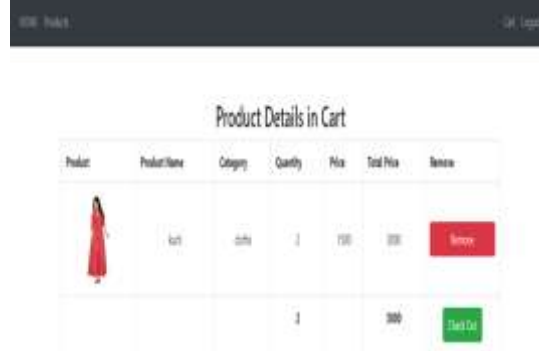 HOME Products Cart Logout
Product Details in Cart
Product Product Name Category Quantity Price Total Price Remove
kurti 2 1500 3000 Remove
2 3000 Check Out